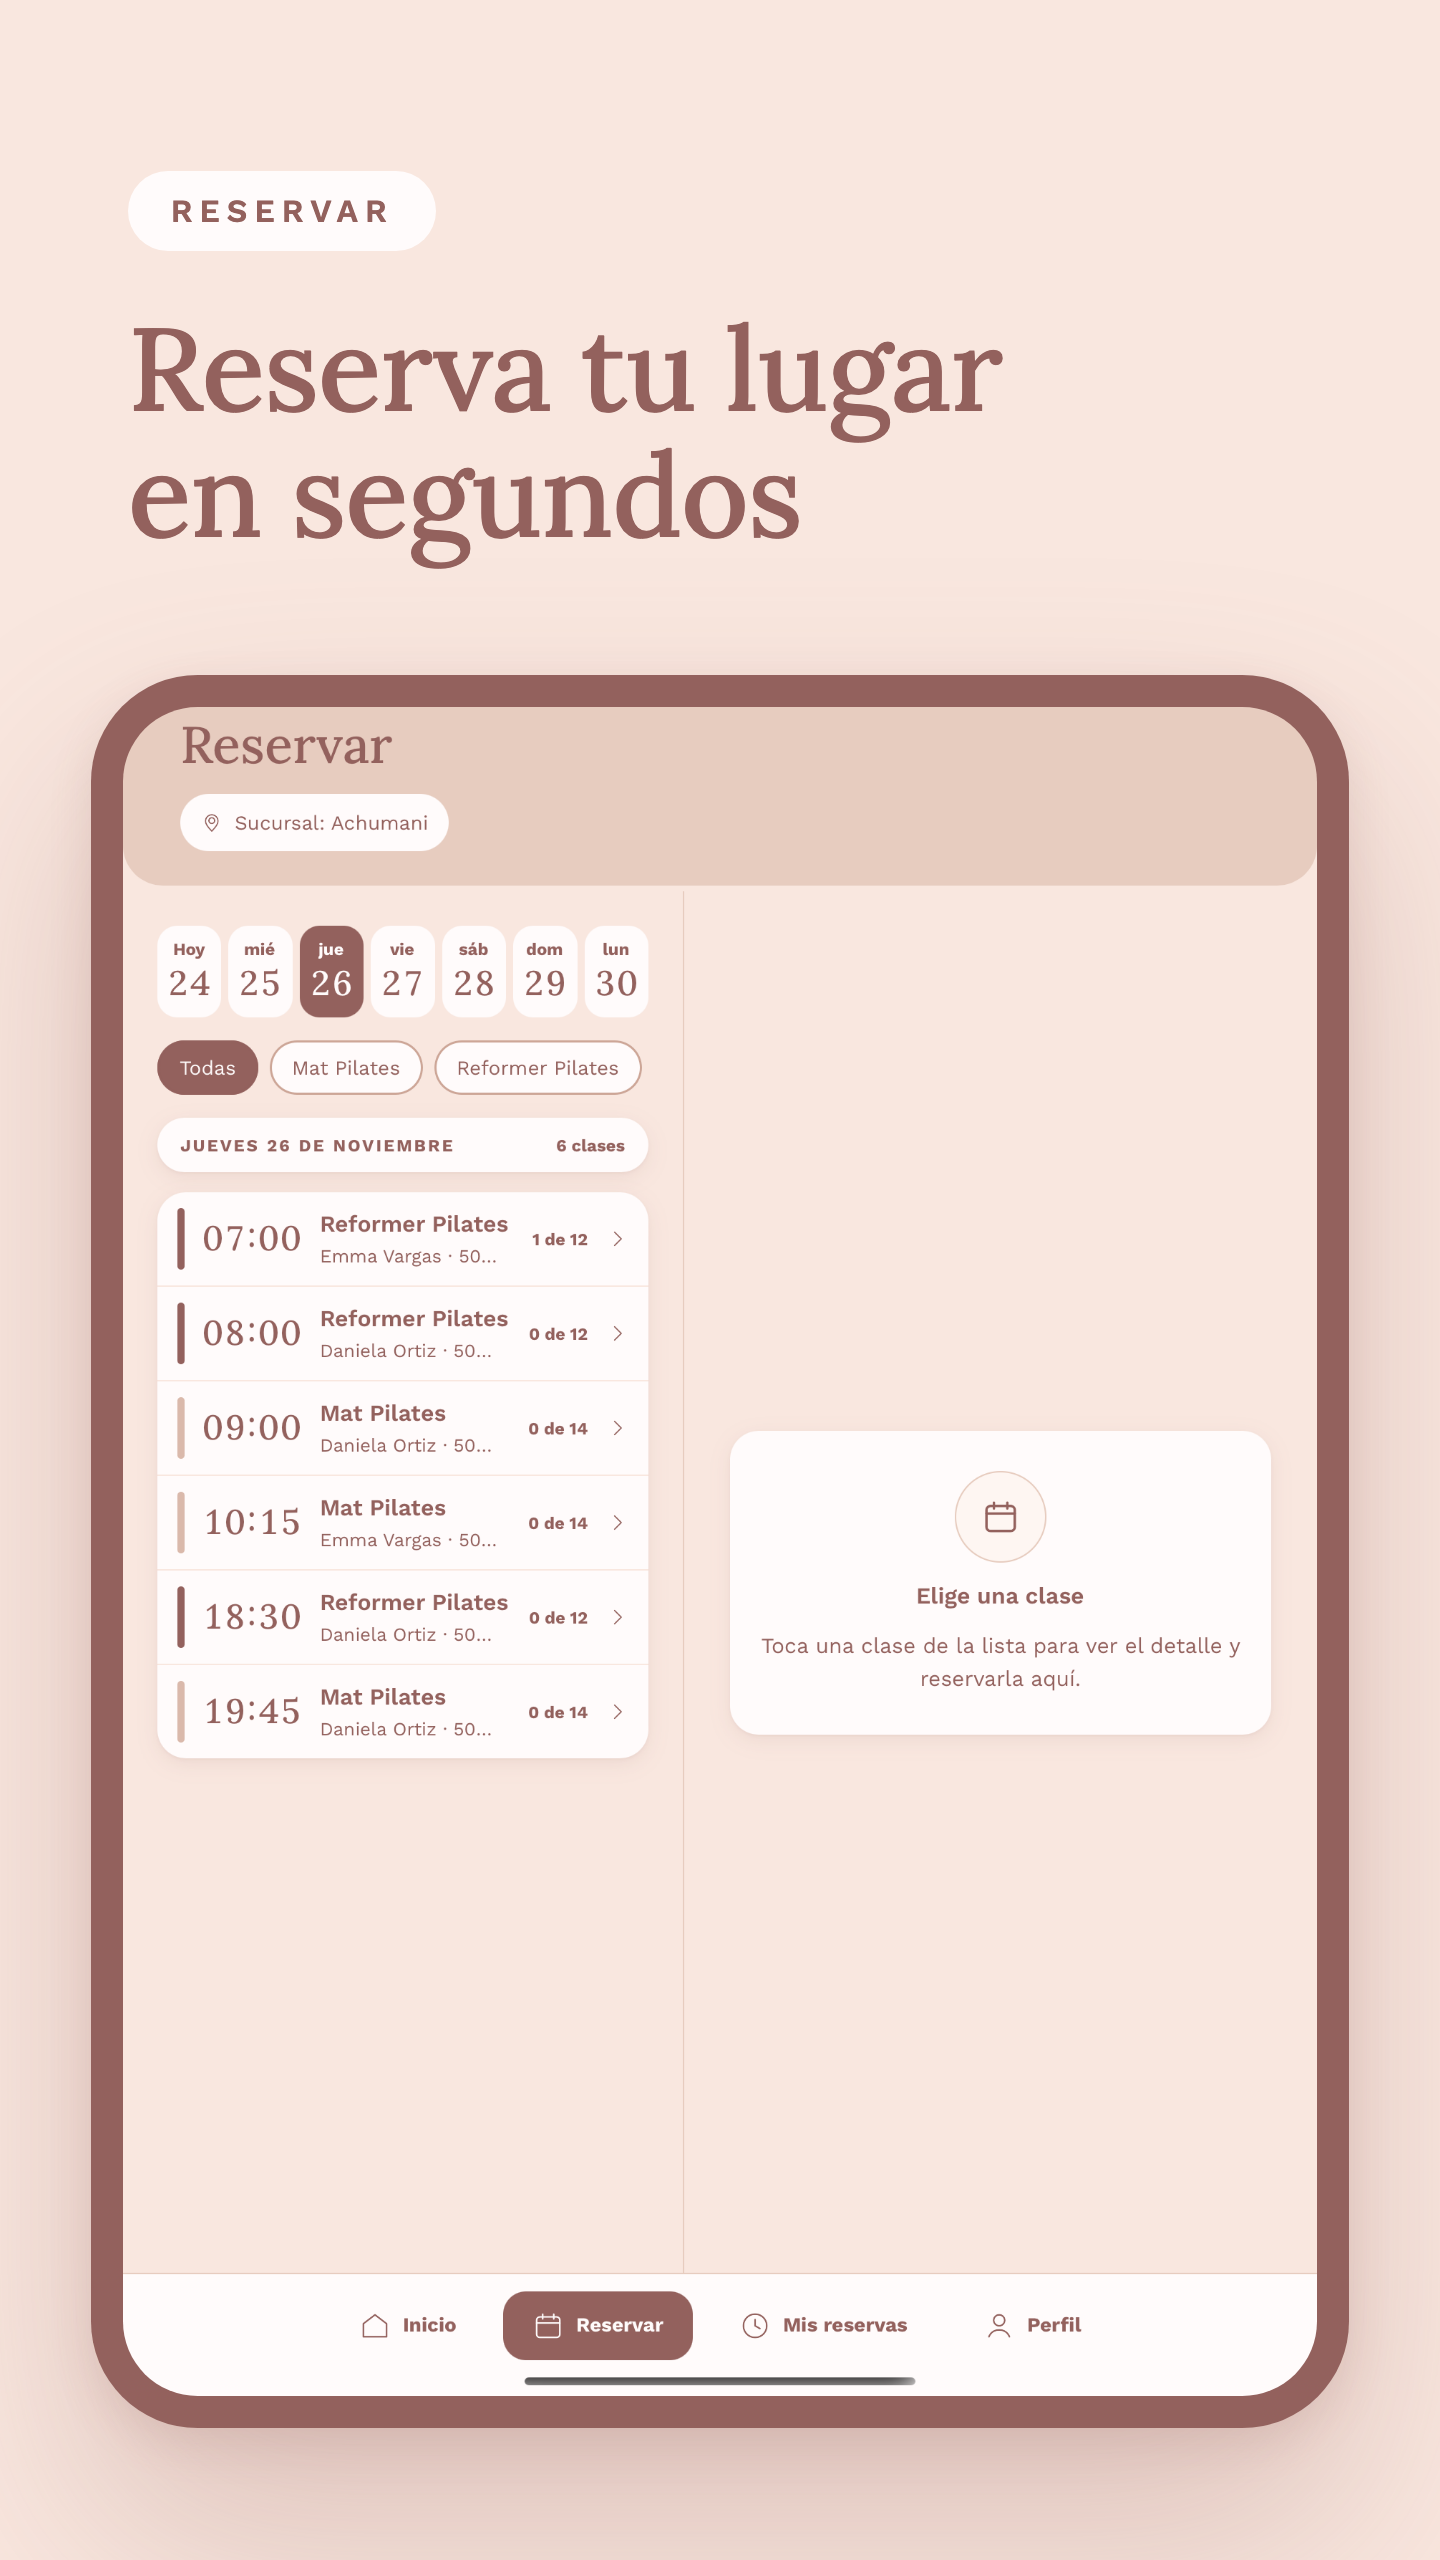 RESERVAR
Reserva tu lugar
en segundos
Reservar
Sucursal: Achumani
Hoy mié jue vie sáb dom lun
24 25 26 27 28 29 30
Todas Mat Pilates Reformer Pilates
JUEVES 26 DE NOVIEMBRE 6 clases
07:00 Reformer Pilates 1 de 12
Emma Vargas · 50...
08:00 Reformer Pilates 0 de 12
Daniela Ortiz · 50...
09:00 Mat Pilates 0 de 14
Daniela Ortiz · 50...
10:15 Mat Pilates 0 de 14
Emma Vargas · 50...
18:30 Reformer Pilates 0 de 12
Daniela Ortiz · 50...
19:45 Mat Pilates 0 de 14
Daniela Ortiz · 50...
Elige una clase
Toca una clase de la lista para ver el detalle y
reservarla aquí.
Inicio Reservar Mis reservas Perfil